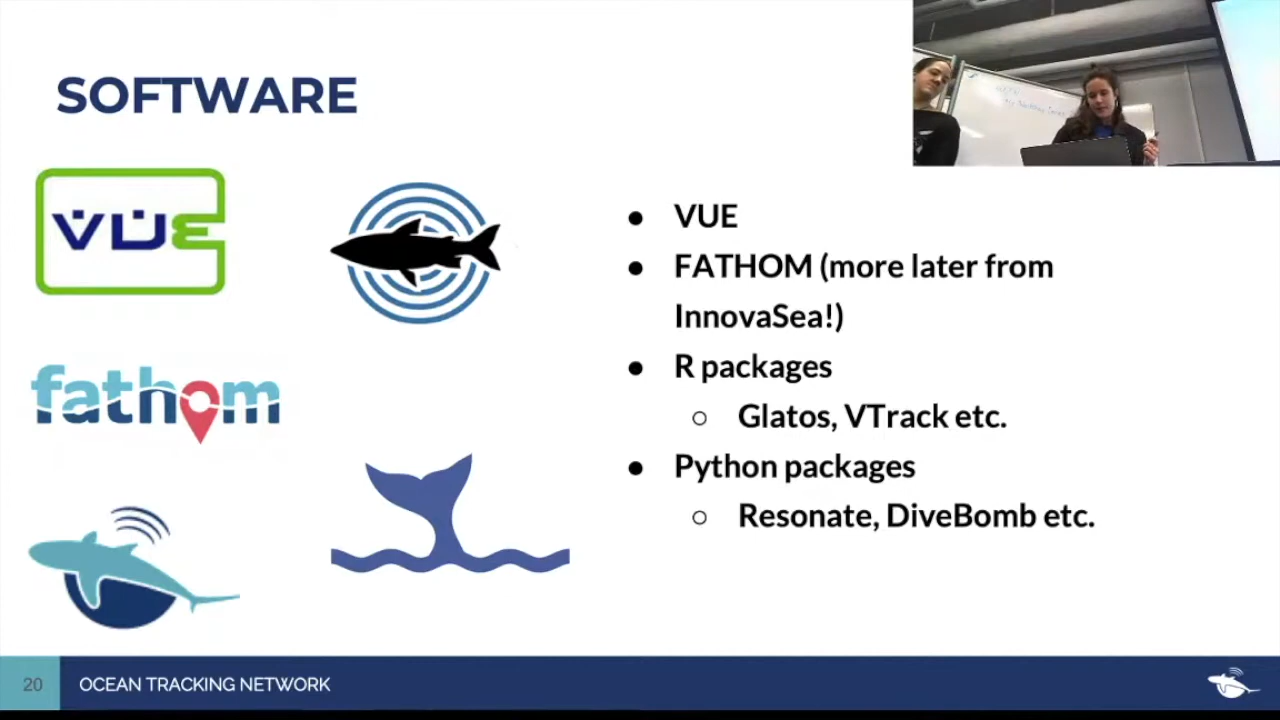 SOFTWARE
VUE
fathom
● VUE
● FATHOM (more later from
InnovaSea!)
● R packages
○ Glatos, VTrack etc.
● Python packages
○ Resonate, DiveBomb etc.
20
OCEAN TRACKING NETWORK